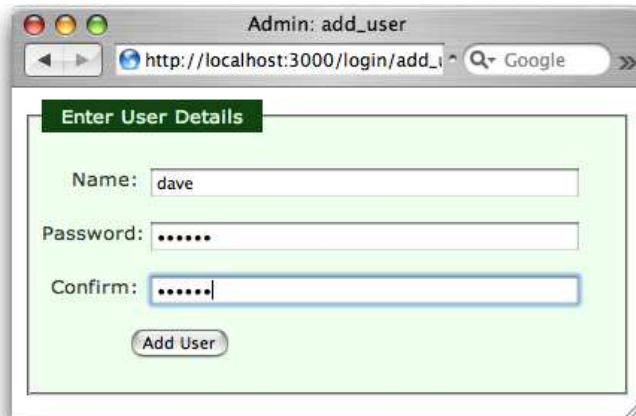 Admin: add_user
http://localhost:3000/login/add_u
Google
Enter User Details
Name: dave
Password: ••••••
Confirm: ••••••
Add User